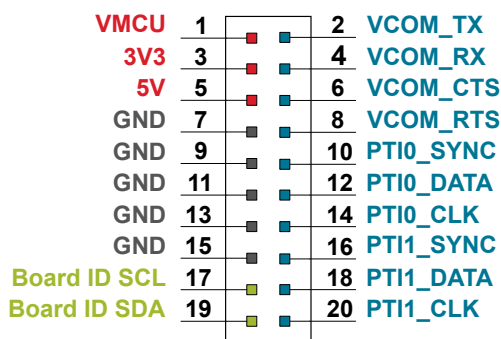 VMCU 1 2 VCOM_TX
3V3 3 4 VCOM_RX
5V 5 6 VCOM_CTS
GND 7 8 VCOM_RTS
GND 9 10 PTI0_SYNC
GND 11 12 PTI0_DATA
GND 13 14 PTI0_CLK
GND 15 16 PTI1_SYNC
Board ID SCL 17 18 PTI1_DATA
Board ID SDA 19 20 PTI1_CLK